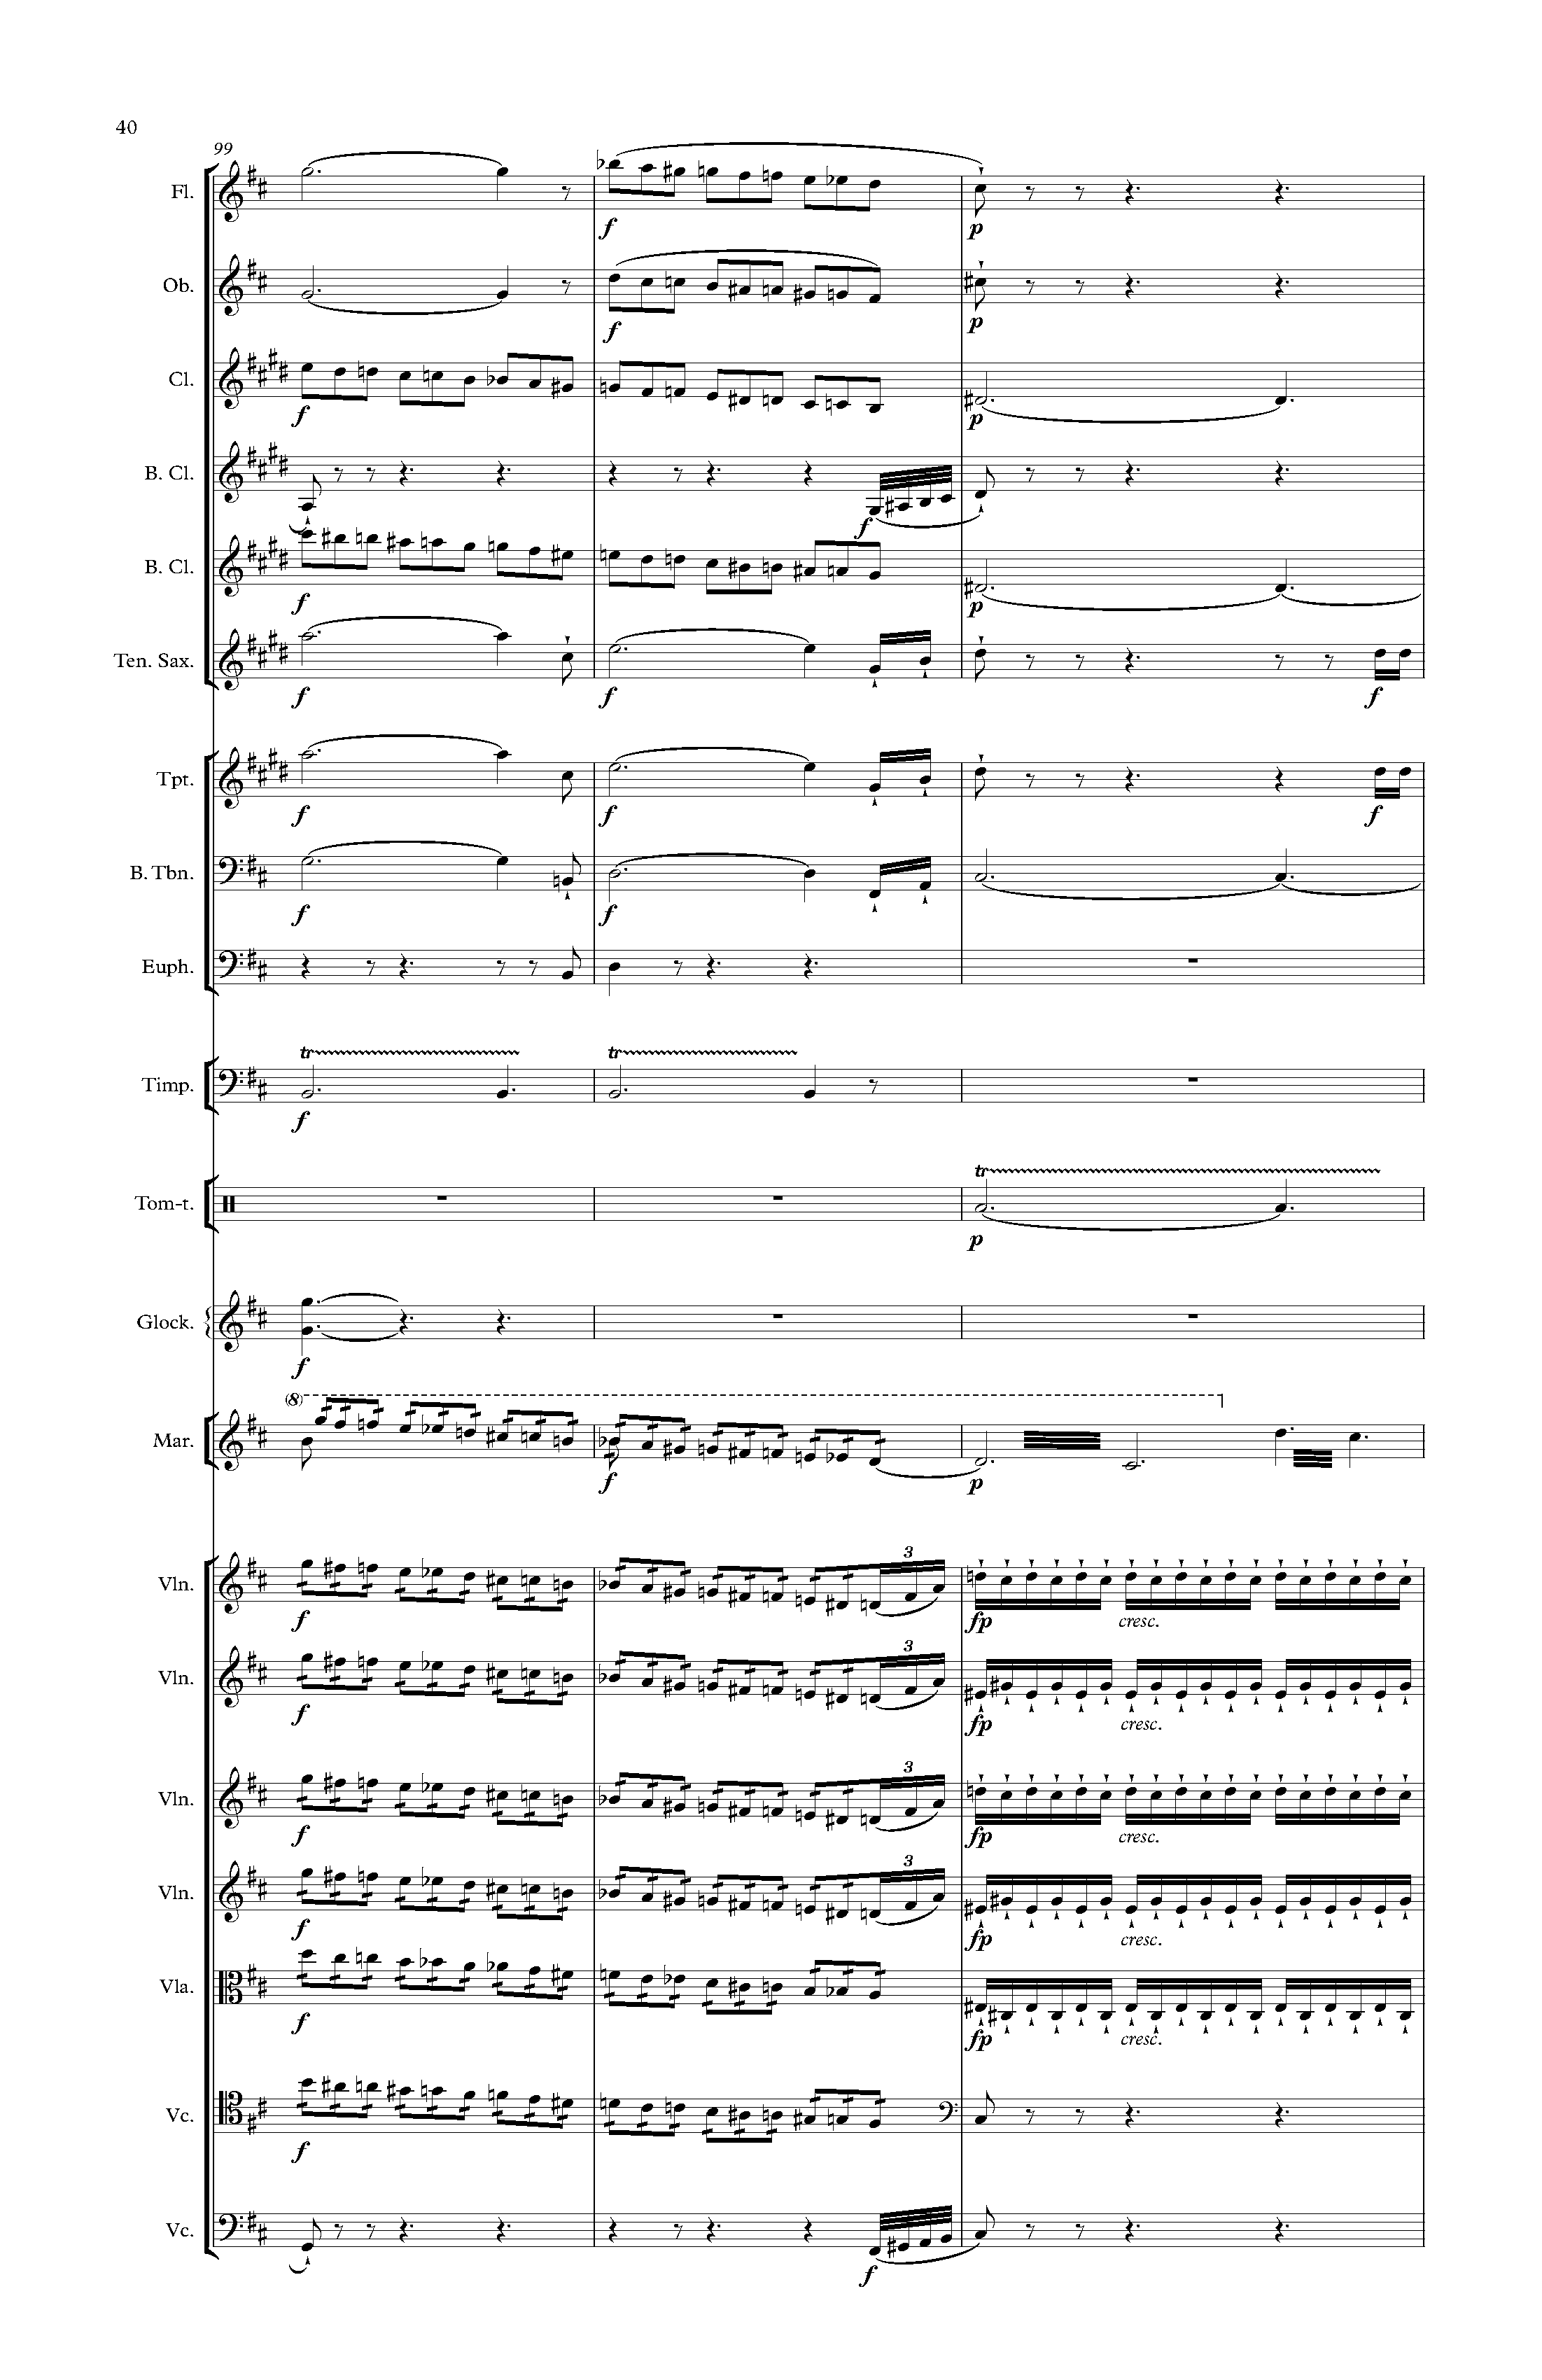 40
99
Fl.
f
p
Ob.
f
p
Cl.
f
p
B. Cl.
f
B. Cl.
f
p
Ten. Sax.
f
f
f
Tpt.
f
f
f
B. Tbn.
f
f
Euph.
Timp.
tr
tr
f
Tom-t.
tr
p
Glock.
f
(8)
Mar.
f
p
Vln.
3
f
fp
cresc.
Vln.
3
f
fp
cresc.
Vln.
3
f
fp
cresc.
Vln.
3
f
fp
cresc.
Vla.
f
fp
cresc.
Vc.
f
Vc.
f